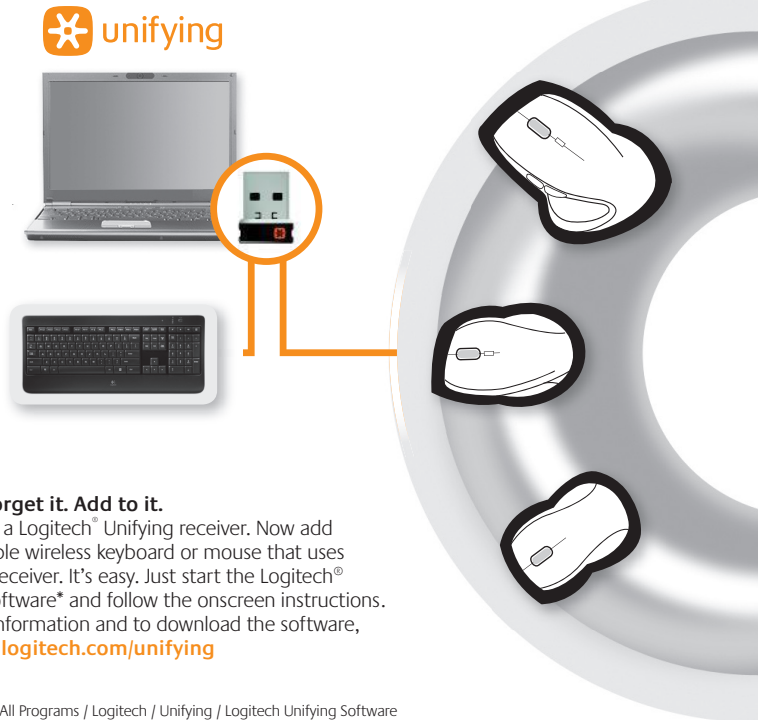 unifying
orget it. Add to it.
a Logitech® Unifying receiver. Now add
ble wireless keyboard or mouse that uses
eceiver. It's easy. Just start the Logitech®
oftware* and follow the onscreen instructions.
nformation and to download the software,
logitech.com/unifying
All Programs / Logitech / Unifying / Logitech Unifying Software